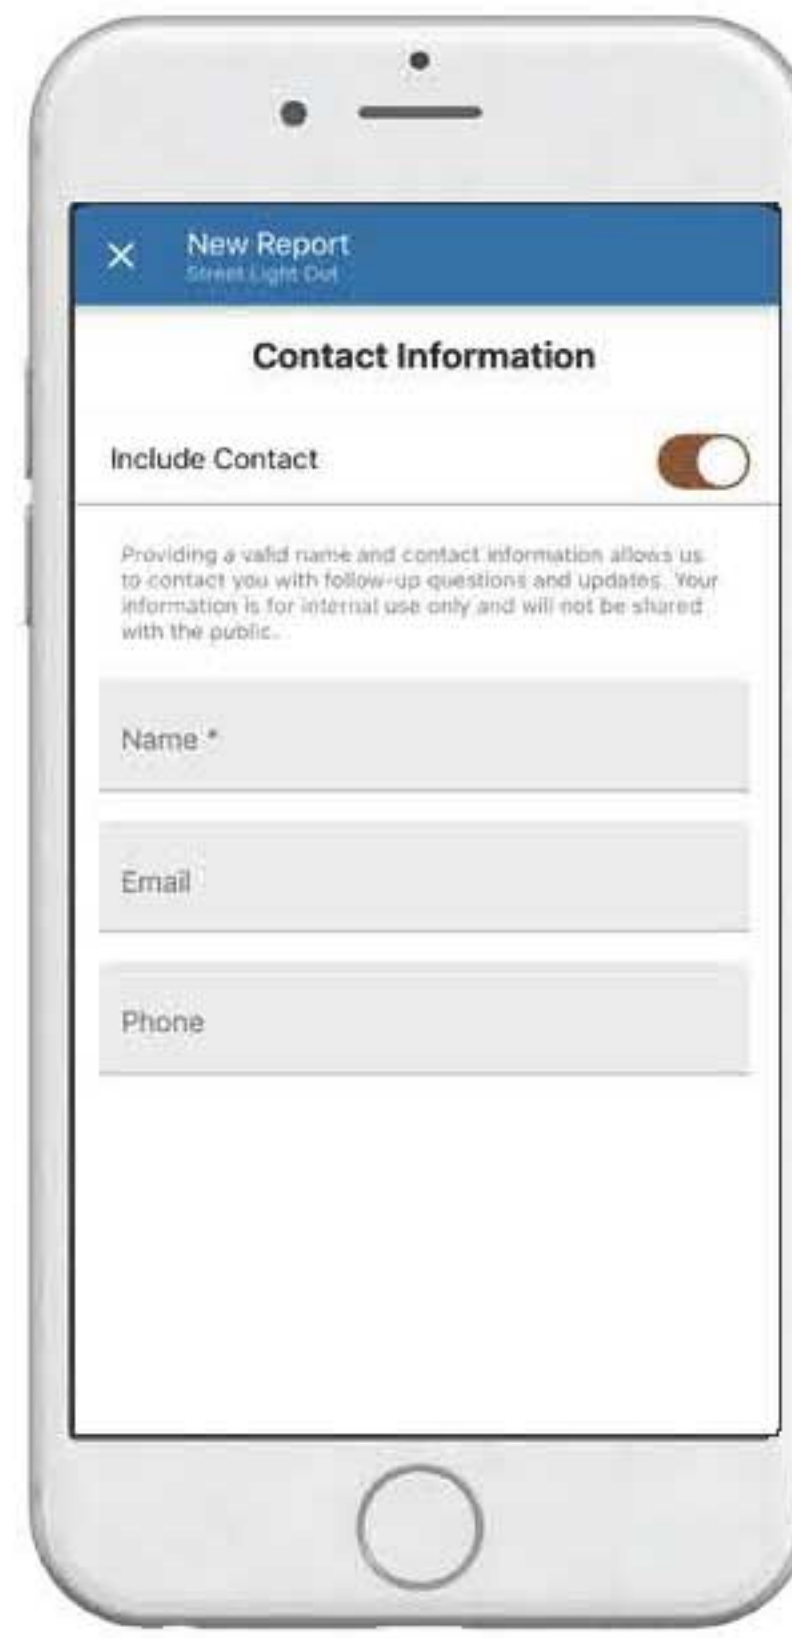 New Report
Street Light Out
Contact Information
Include Contact
Providing a valid name and contact information allows us
to contact you with follow-up questions and updates. Your
information is for internal use only and will not be shared
with the public.
Name *
Email
Phone